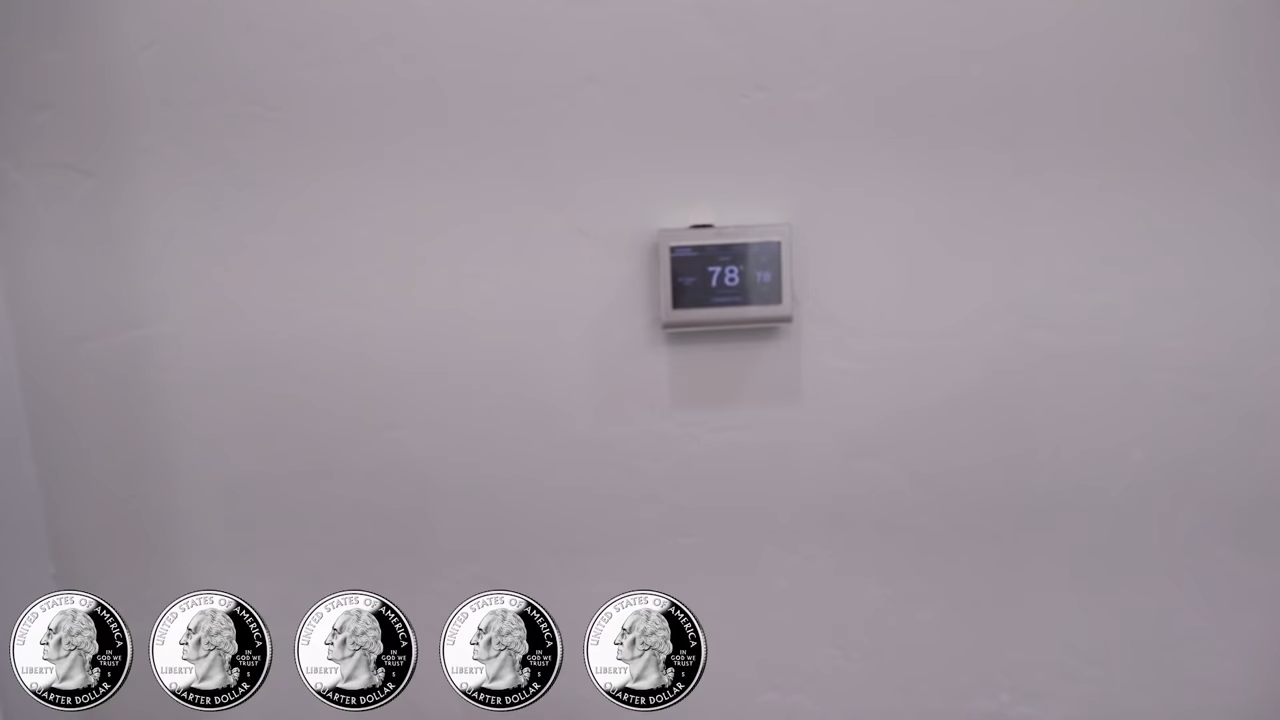 78°
78°
UNITED STATES OF AMERICA
LIBERTY
IN
GOD WE
TRUST
S
QUARTER DOLLAR
UNITED STATES OF AMERICA
LIBERTY
IN
GOD WE
TRUST
S
QUARTER DOLLAR
UNITED STATES OF AMERICA
LIBERTY
IN
GOD WE
TRUST
S
QUARTER DOLLAR
UNITED STATES OF AMERICA
LIBERTY
IN
GOD WE
TRUST
S
QUARTER DOLLAR
UNITED STATES OF AMERICA
LIBERTY
IN
GOD WE
TRUST
S
QUARTER DOLLAR